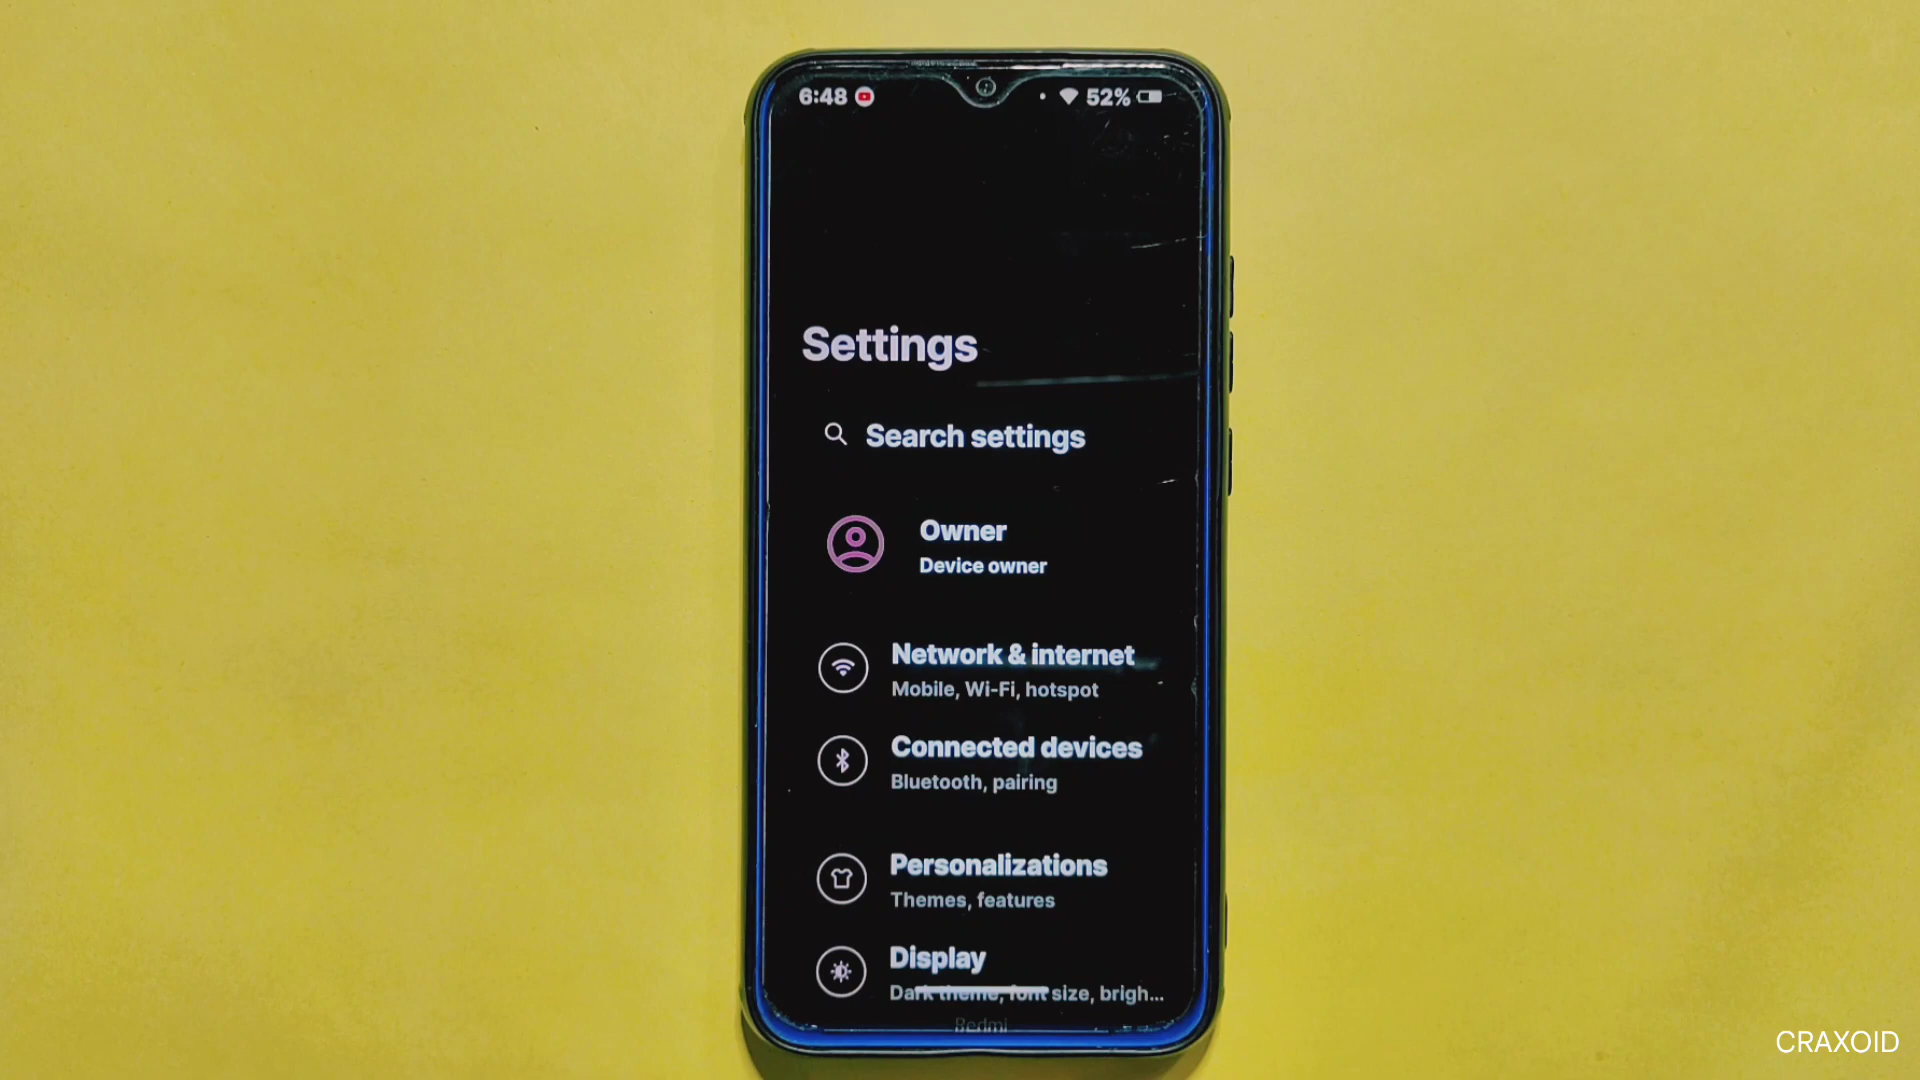 6:48 52%
Settings
Search settings
Owner
Device owner
Network & internet
Mobile, Wi-Fi, hotspot
Connected devices
Bluetooth, pairing
Personalizations
Themes, features
Display
Dark theme, font size, brigh...
Redmi
CRAXOID